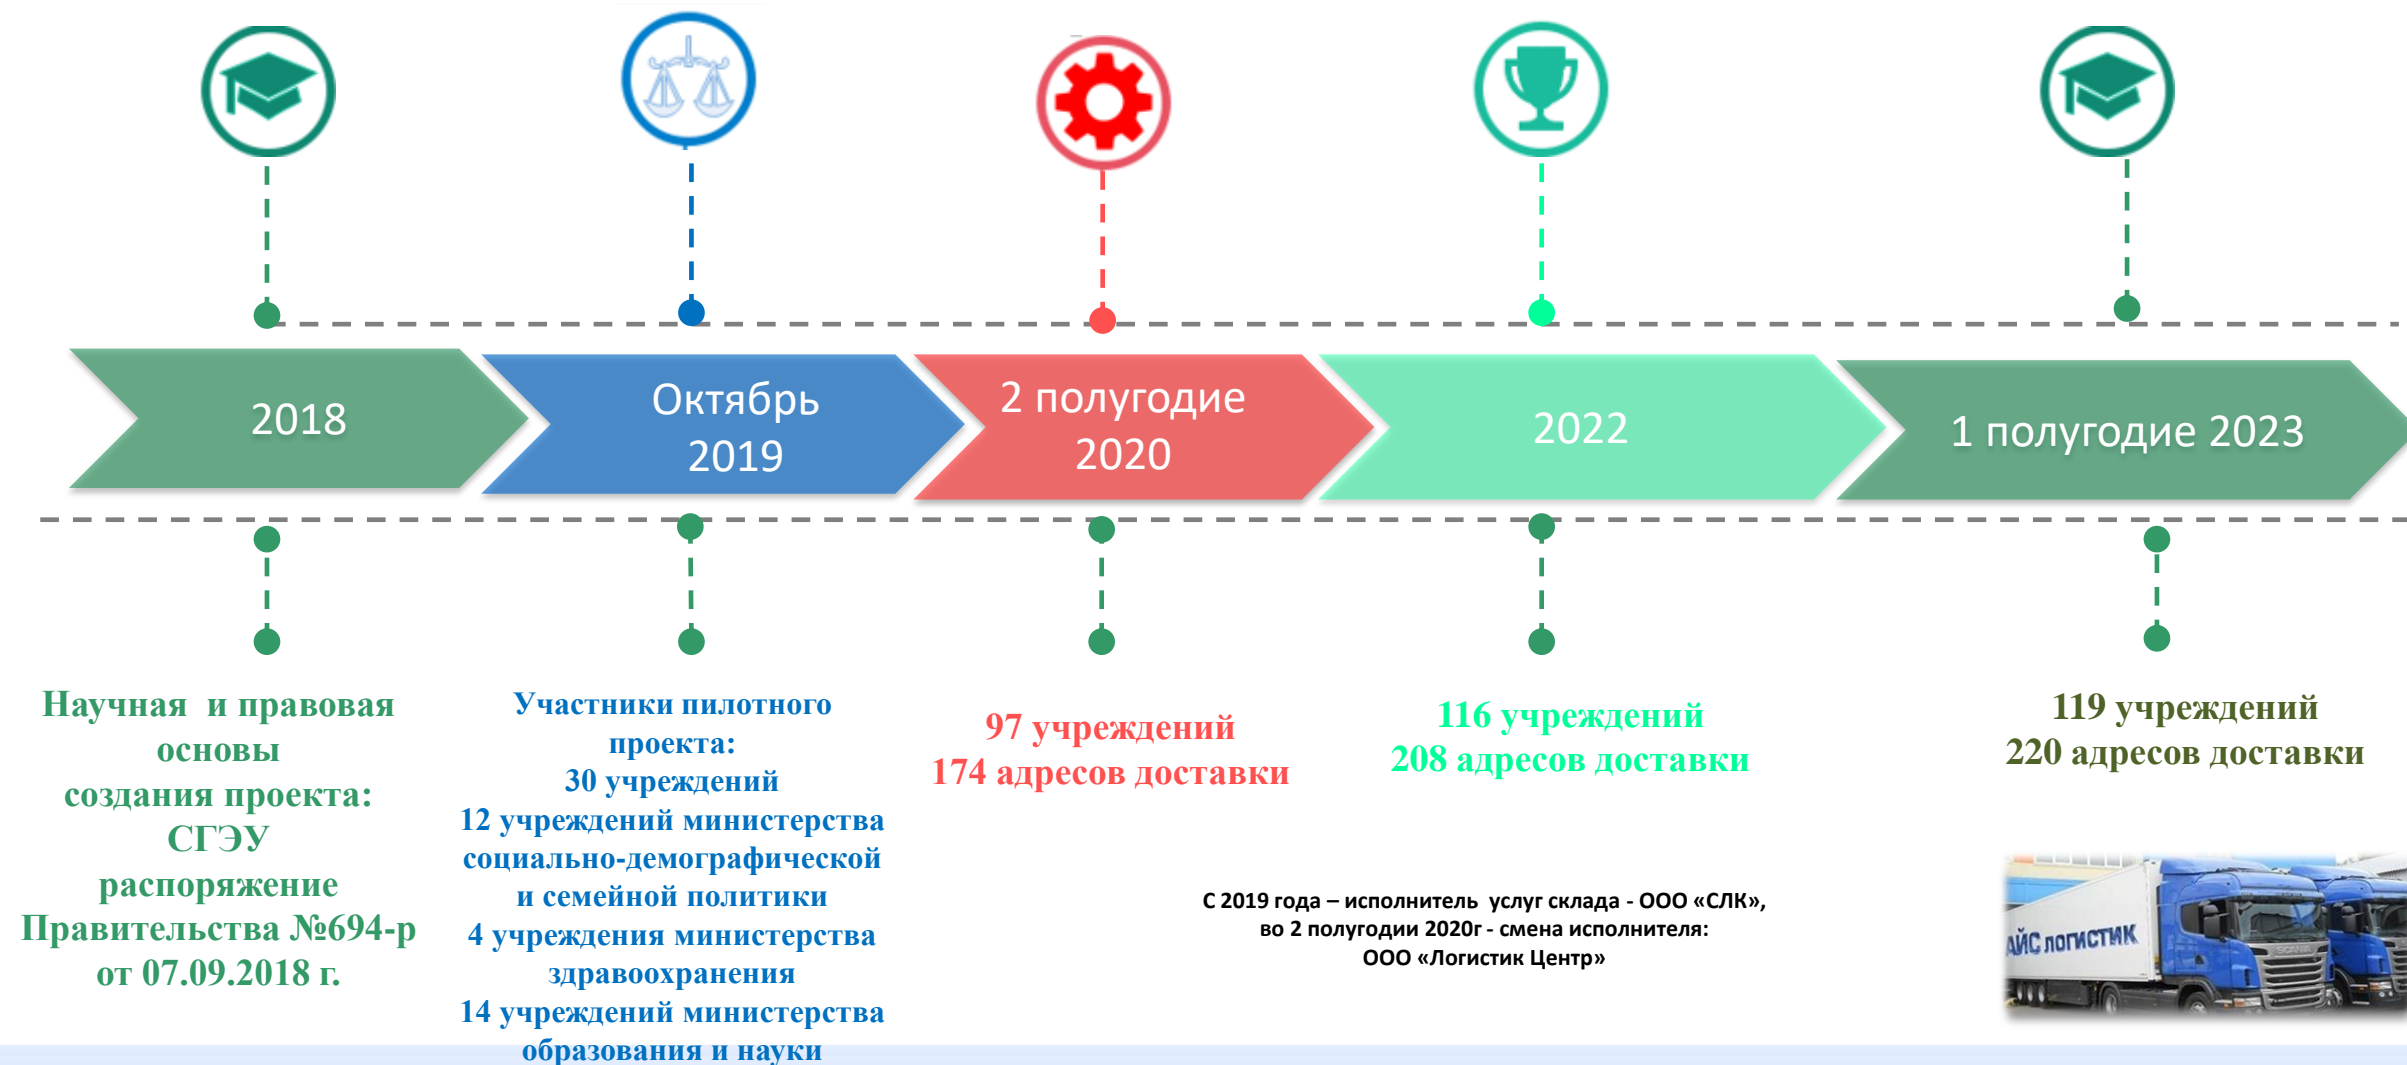 2018
Октябрь
2019
2 полугодие
2020
2022
1 полугодие 2023
Научная и правовая
основы
создания проекта:
СГЭУ
распоряжение
Правительства №694-р
от 07.09.2018 г.
Участники пилотного
проекта:
30 учреждений
12 учреждений министерства
социально-демографической
и семейной политики
4 учреждения министерства
здравоохранения
14 учреждений министерства
образования и науки
97 учреждений
174 адресов доставки
116 учреждений
208 адресов доставки
119 учреждений
220 адресов доставки
С 2019 года – исполнитель услуг склада - ООО «СЛК»,
во 2 полугодии 2020г - смена исполнителя:
ООО «Логистик Центр»
АЙС ЛОГИСТИК
SCANIA